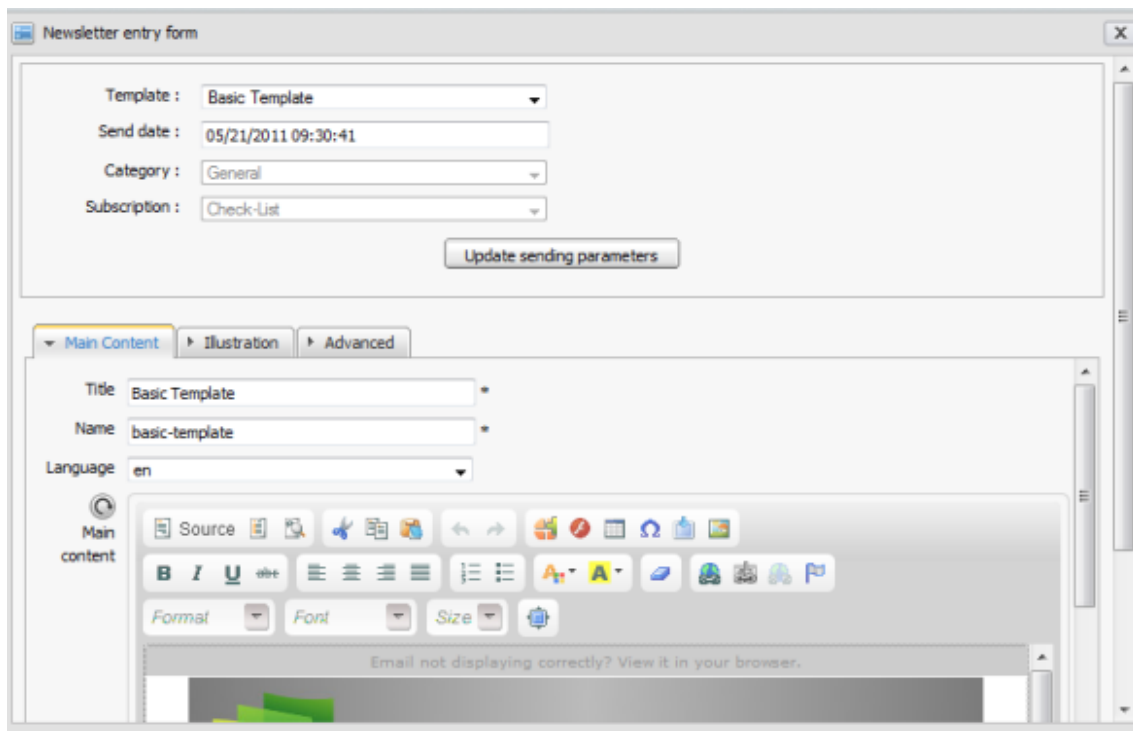 Newsletter entry form
X
Template : Basic Template
Send date : 05/21/2011 09:30:41
Category : General
Subscription : Check-List
Update sending parameters
Main Content Illustration Advanced
Title Basic Template *
Name basic-template *
Language en
Main content
Source
B I U abc
A A
Format Font Size
Email not displaying correctly? View it in your browser.